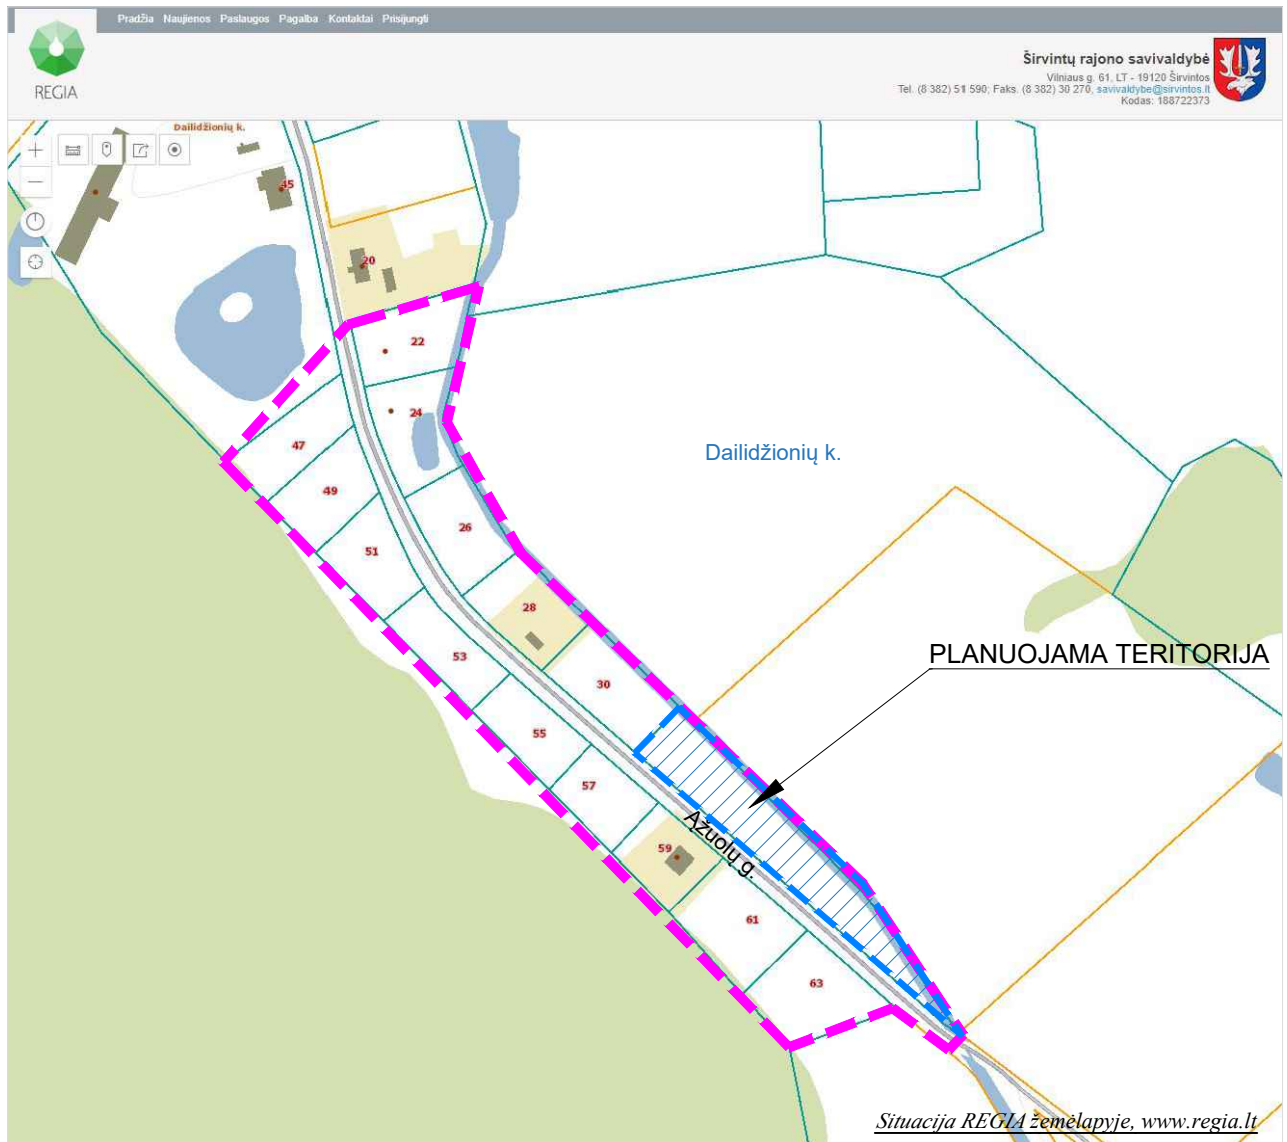 Pradžia Naujienos Paslaugos Pagalba Kontaktai Prisijungti
REGIA
Širvintų rajono savivaldybė
Vilniaus g. 61, LT - 19120 Širvintos
Tel. (8 382) 51 590; Faks. (8 382) 30 270, savivaldybe@sirvintos.lt
Kodas: 188722373
Dailidžionių k.
45
20
22
24
47
Dailidžionių k.
49
26
51
28
53
PLANUOJAMA TERITORIJA
30
55
57
Ąžuolų g.
59
61
63
Situacija REGIA žemėlapyje, www.regia.lt